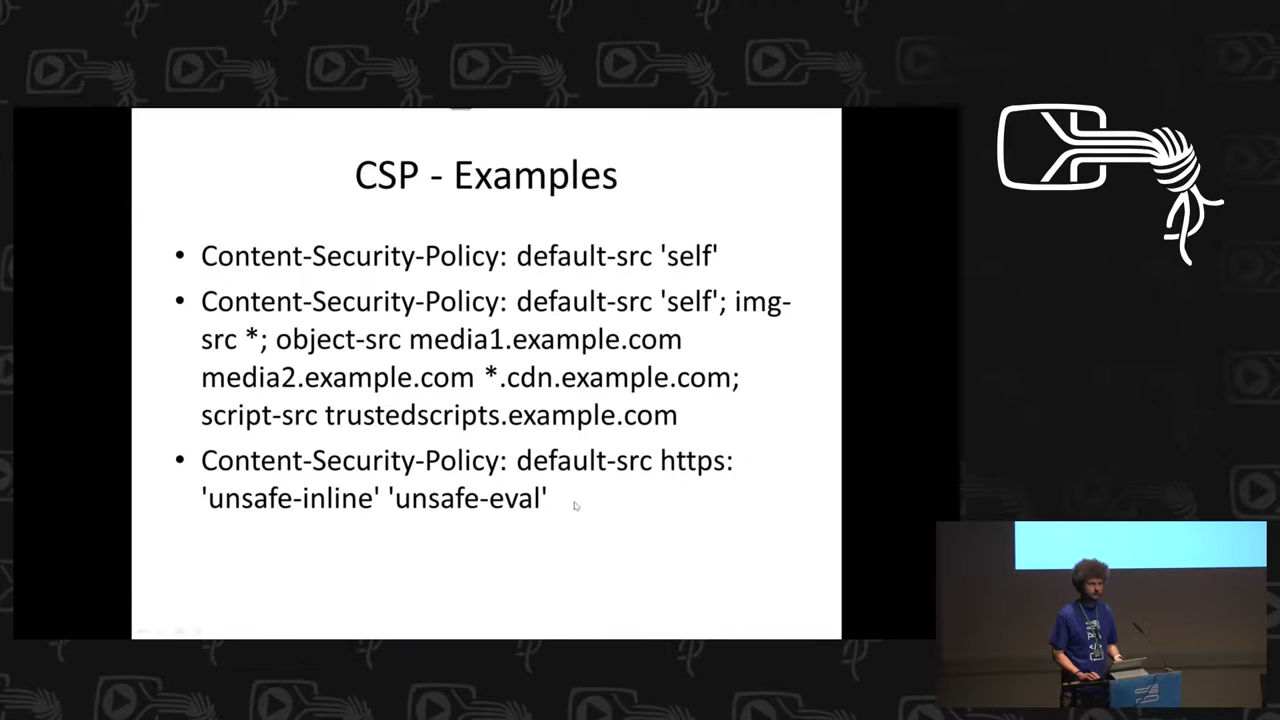 CSP - Examples
• Content-Security-Policy: default-src 'self'
• Content-Security-Policy: default-src 'self'; img-
src *; object-src media1.example.com
media2.example.com *.cdn.example.com;
script-src trustedscripts.example.com
• Content-Security-Policy: default-src https:
'unsafe-inline' 'unsafe-eval'